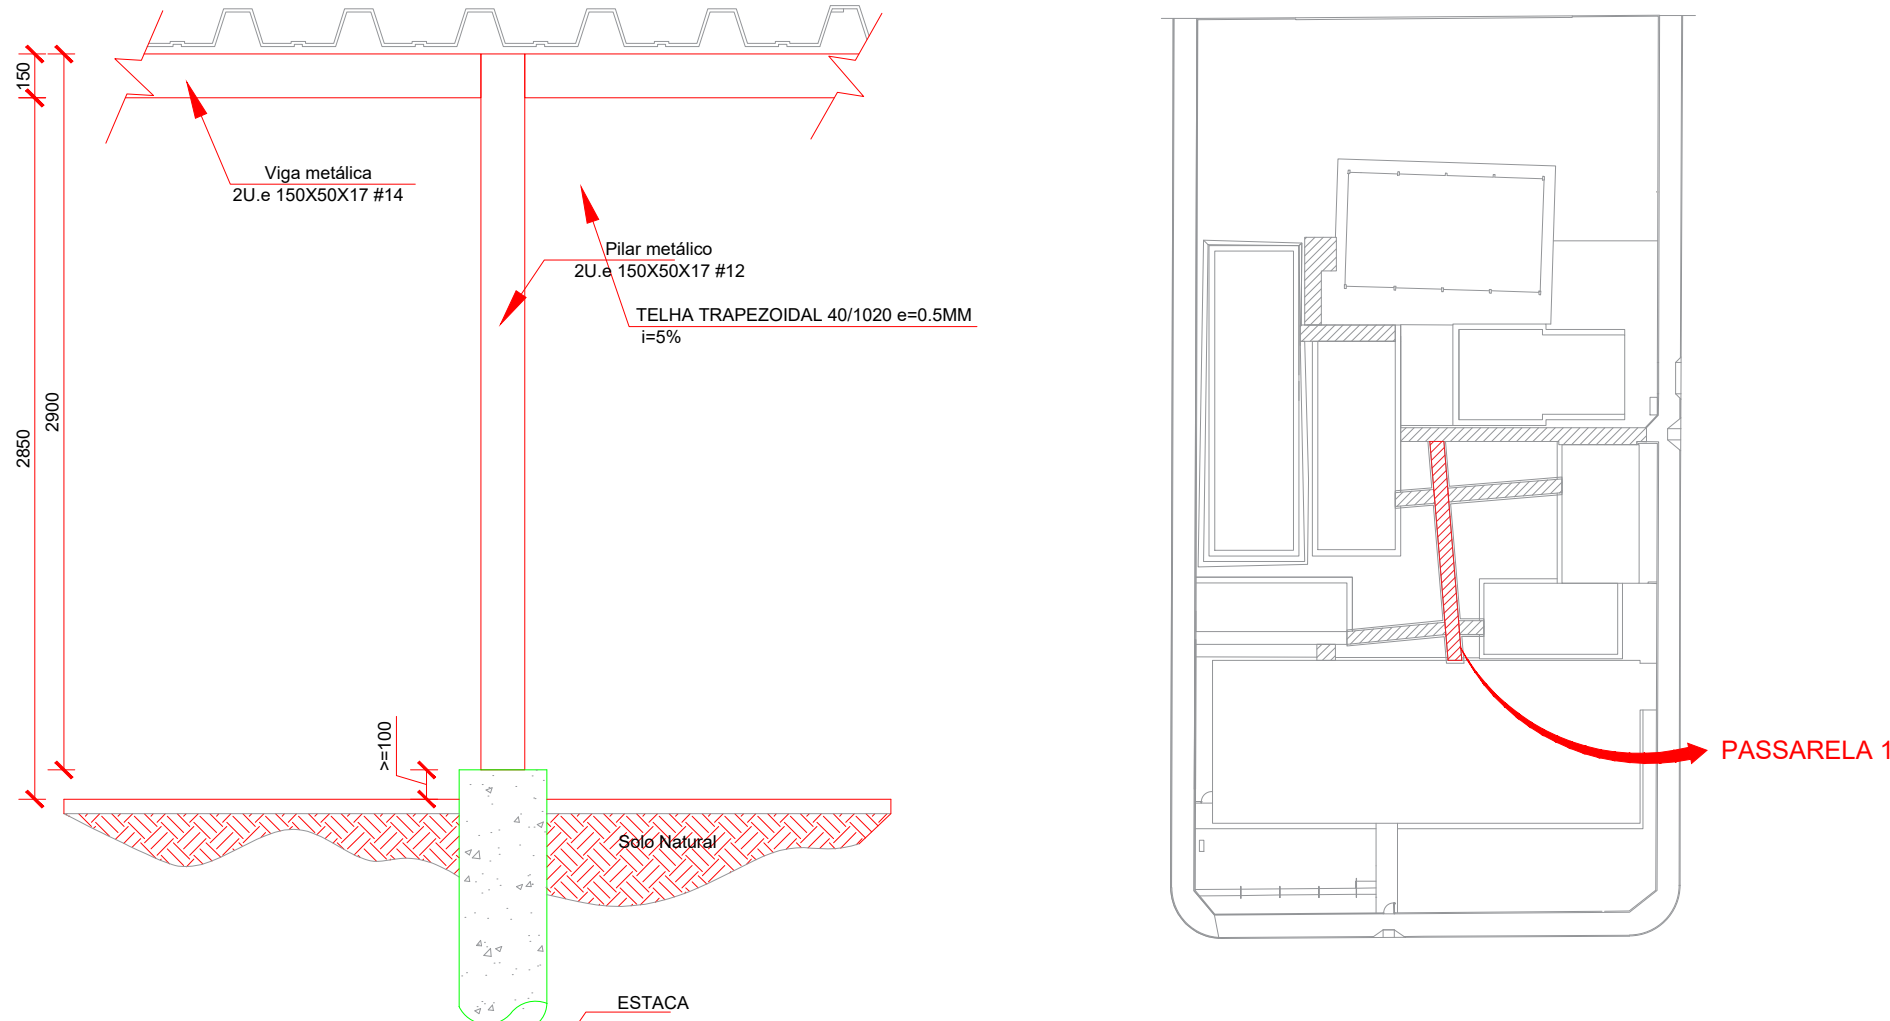 150
Viga metálica
2U.e 150X50X17 #14
Pilar metálico
2U.e 150X50X17 #12
TELHA TRAPEZOIDAL 40/1020 e=0.5MM
i=5%
2900
2850
>=100
Solo Natural
ESTACA
PASSARELA 1